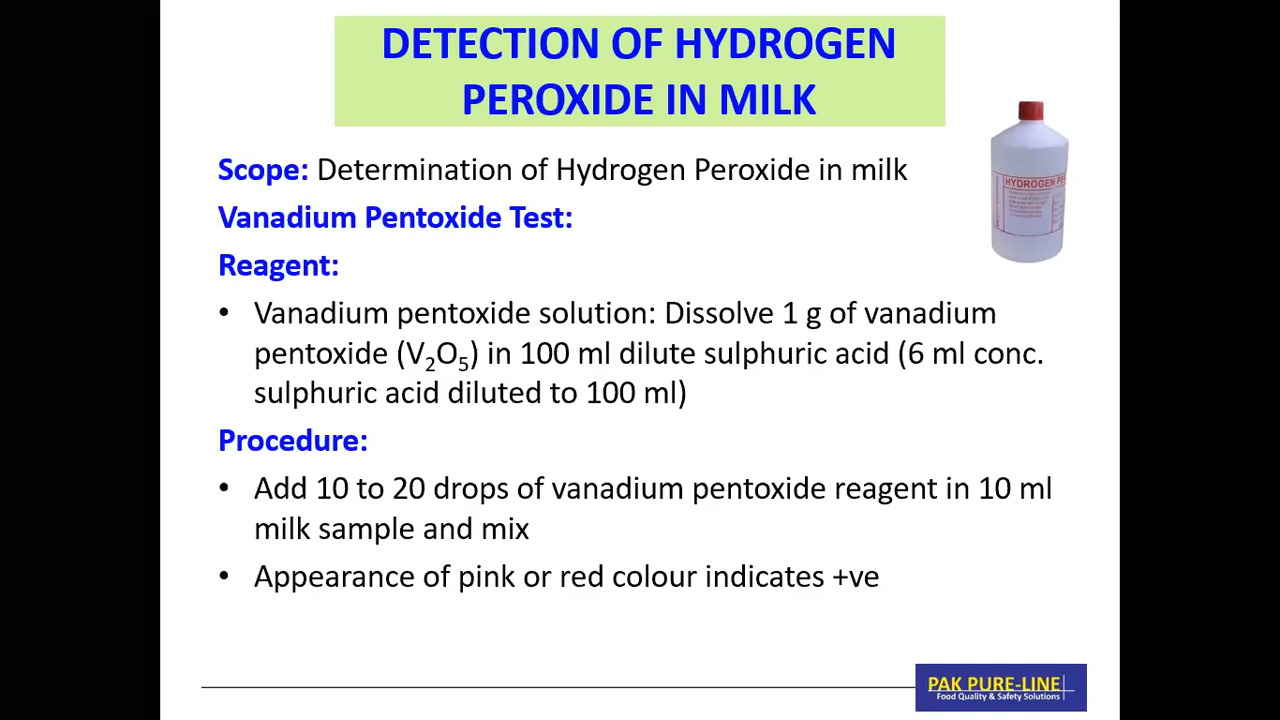 DETECTION OF HYDROGEN
PEROXIDE IN MILK
Scope: Determination of Hydrogen Peroxide in milk
Vanadium Pentoxide Test:
HYDROGEN PE
Reagent:
• Vanadium pentoxide solution: Dissolve 1 g of vanadium
pentoxide (V₂O₅) in 100 ml dilute sulphuric acid (6 ml conc.
sulphuric acid diluted to 100 ml)
Procedure:
• Add 10 to 20 drops of vanadium pentoxide reagent in 10 ml
milk sample and mix
• Appearance of pink or red colour indicates +ve
PAK PURE-LINE
Food Quality & Safety Solutions